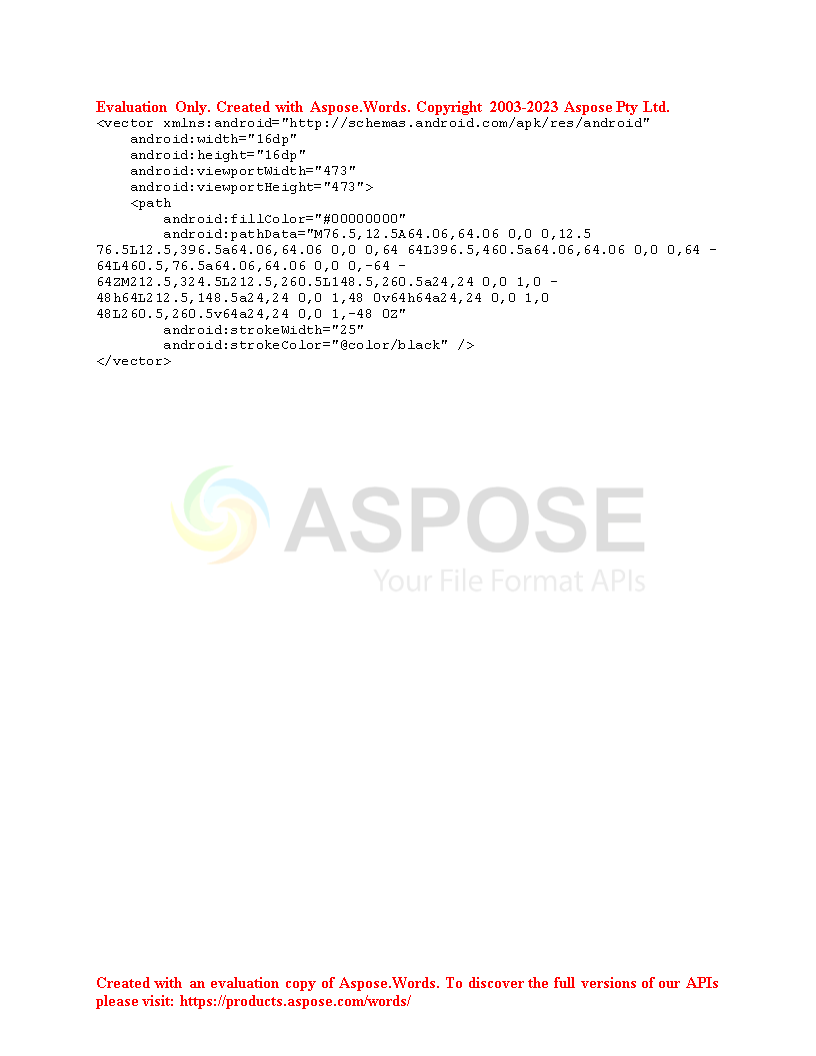 Evaluation Only. Created with Aspose.Words. Copyright 2003-2023 Aspose Pty Ltd.
<vector xmlns:android="http://schemas.android.com/apk/res/android"
    android:width="16dp"
    android:height="16dp"
    android:viewportWidth="473"
    android:viewportHeight="473">
    <path
        android:fillColor="#00000000"
        android:pathData="M76.5,12.5A64.06,64.06 0,0 0,12.5
76.5L12.5,396.5a64.06,64.06 0,0 0,64 64L396.5,460.5a64.06,64.06 0,0 0,64 -
64L460.5,76.5a64.06,64.06 0,0 0,-64 -
64ZM212.5,324.5L212.5,260.5L148.5,260.5a24,24 0,0 1,0 -
48h64L212.5,148.5a24,24 0,0 1,48 0v64h64a24,24 0,0 1,0
48L260.5,260.5v64a24,24 0,0 1,-48 0Z"
        android:strokeWidth="25"
        android:strokeColor="@color/black" />
</vector>
ASPOSE
Your File Format APIs
Created with an evaluation copy of Aspose.Words. To discover the full versions of our APIs
please visit: https://products.aspose.com/words/